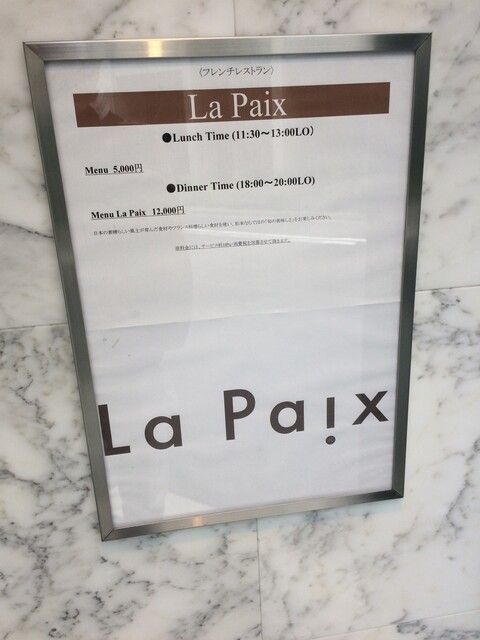 〈フレンチレストラン〉
La Paix
●Lunch Time (11:30～13:00LO)
Menu 5,000円
●Dinner Time (18:00～20:00LO)
Menu La Paix 12,000円
La Paix